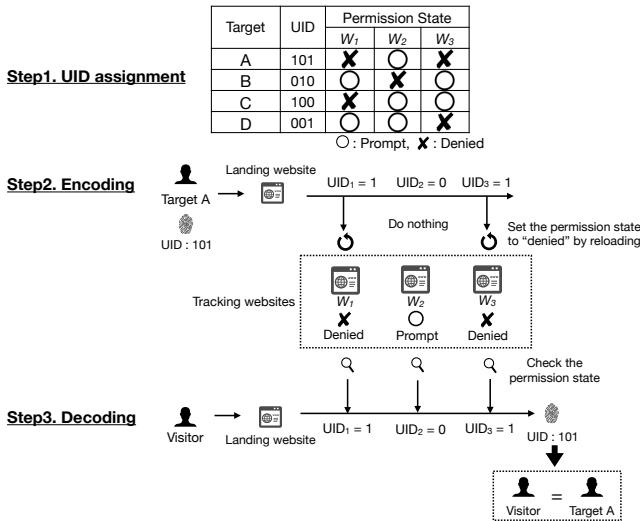 Target UID Permission State
W1 W2 W3
A 101 ✘ ○ ✘
B 010 ○ ✘ ○
C 100 ✘ ○ ○
D 001 ○ ○ ✘
○ : Prompt, ✘ : Denied
Step1. UID assignment
Step2. Encoding
Target A
UID : 101
Landing website
UID1 = 1 UID2 = 0 UID3 = 1
Do nothing
Set the permission state
to “denied” by reloading
Tracking websites
W1 W2 W3
✘ ○ ✘
Denied Prompt Denied
Check the
permission state
Step3. Decoding
Visitor
Landing website
UID1 = 1 UID2 = 0 UID3 = 1
UID : 101
=
Visitor Target A